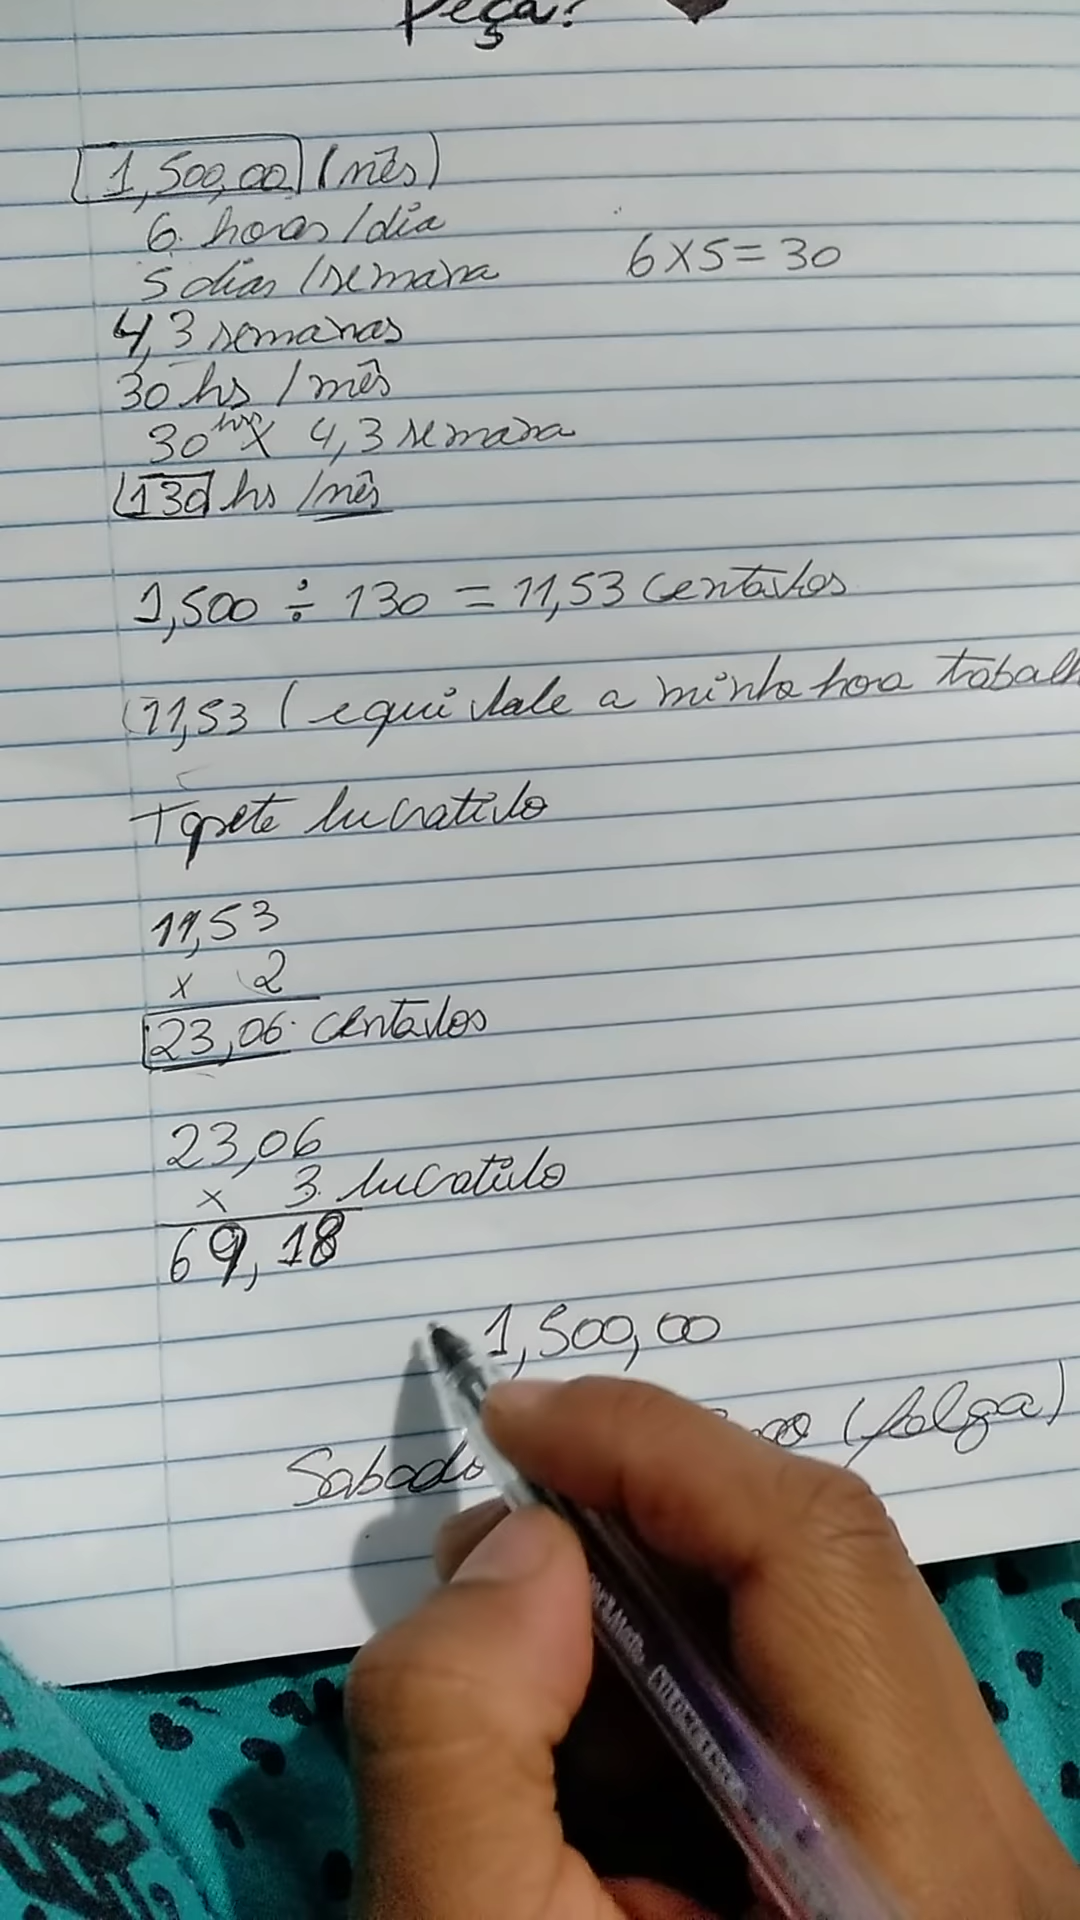 Peça?
1,500,00 (mês)
6 horas/dia
5 dias/semana 6x5=30
4,3 semanas
30 hs/mês
30 hrs x 4,3 semana
130 hs/mês
1,500 ÷ 130 = 11,53 centavos
11,53 (equivale a minha hora
Tapete lucrativo
11,53
x 2
23,06 centavos
23,06
x 3 lucrativo
69,18
1,500,00
Sabado (folga)